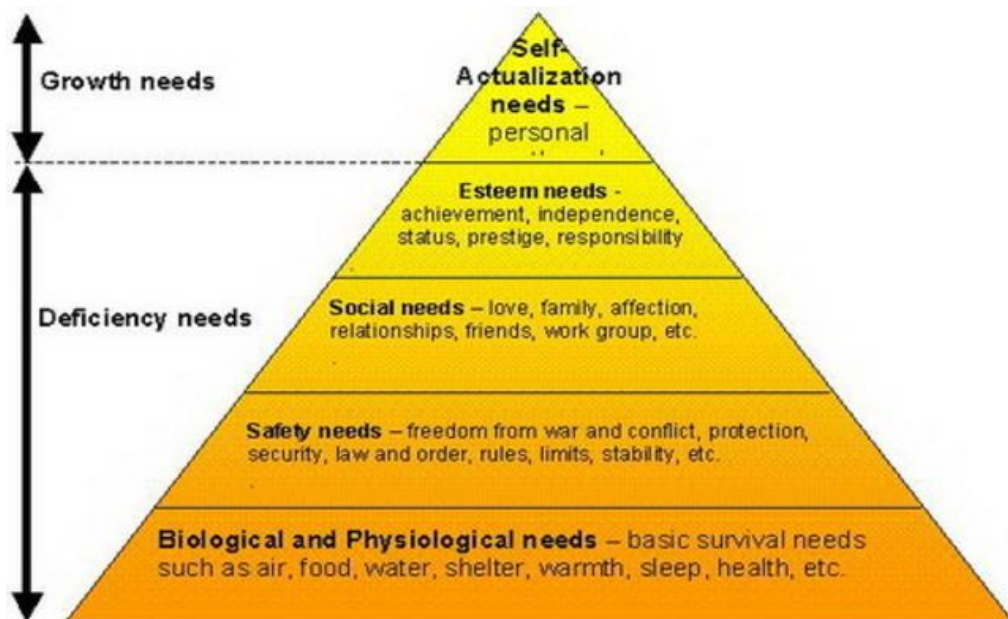 Growth needs
Self-
Actualization
needs –
personal
Esteem needs -
achievement, independence,
status, prestige, responsibility
Deficiency needs
Social needs – love, family, affection,
relationships, friends, work group, etc.
Safety needs – freedom from war and conflict, protection,
security, law and order, rules, limits, stability, etc.
Biological and Physiological needs – basic survival needs
such as air, food, water, shelter, warmth, sleep, health, etc.